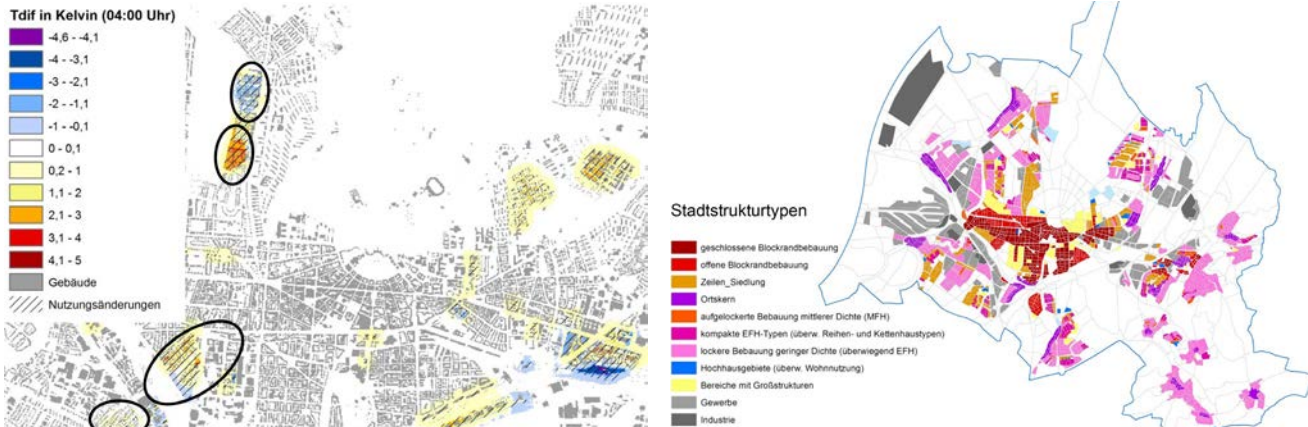 Tdif in Kelvin (04:00 Uhr)
-4,6 - -4,1
-4 - -3,1
-3 - -2,1
-2 - -1,1
-1 - -0,1
0 - 0,1
0,2 - 1
1,1 - 2
2,1 - 3
3,1 - 4
4,1 - 5
Gebäude
Nutzungsänderungen
Stadtstrukturtypen
geschlossene Blockrandbebauung
offene Blockrandbebauung
Zeilen_Siedlung
Ortskern
aufgelockerte Bebauung mittlerer Dichte (MFH)
kompakte EFH-Typen (überw. Reihen- und Kettenhaustypen)
lockere Bebauung geringer Dichte (überwiegend EFH)
Hochhausgebiete (überw. Wohnnutzung)
Bereiche mit Großstrukturen
Gewerbe
Industrie